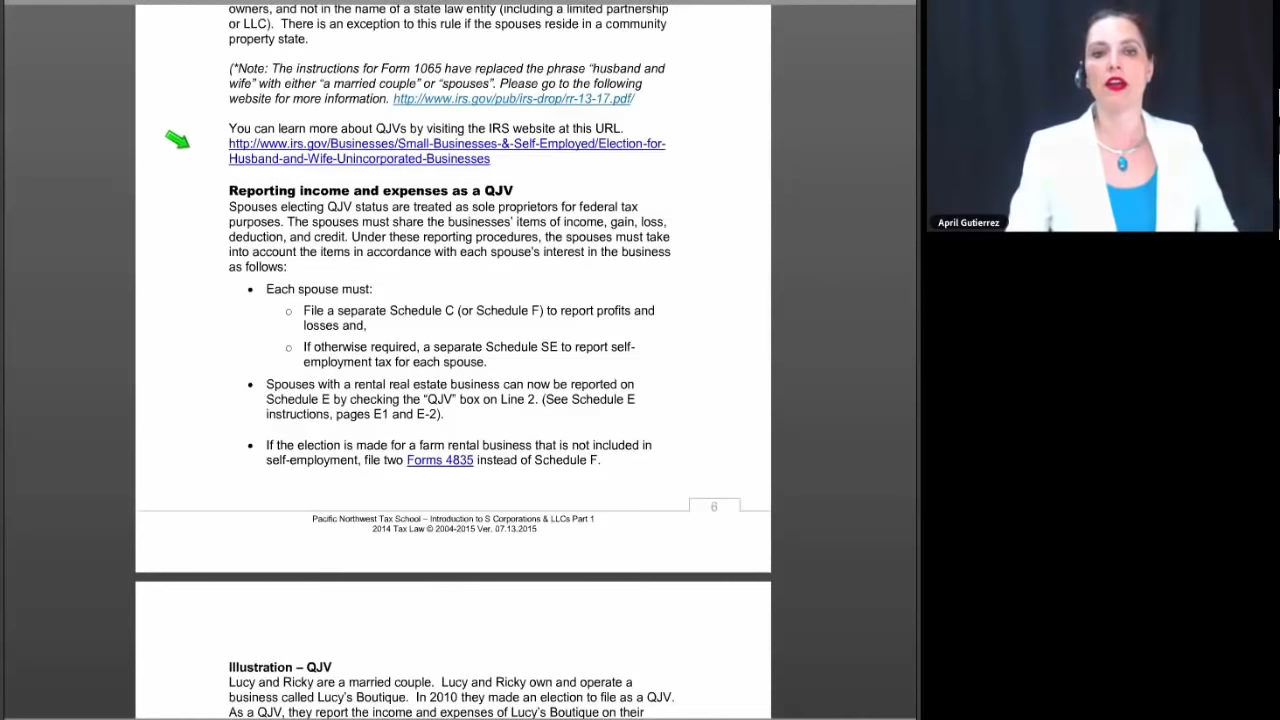 owners, and not in the name of a state law entity (including a limited partnership
or LLC). There is an exception to this rule if the spouses reside in a community
property state.
(*Note: The instructions for Form 1065 have replaced the phrase “husband and
wife” with either “a married couple” or “spouses”. Please go to the following
website for more information. http://www.irs.gov/pub/irs-drop/rr-13-17.pdf/
You can learn more about QJVs by visiting the IRS website at this URL.
http://www.irs.gov/Businesses/Small-Businesses-&-Self-Employed/Election-for-
Husband-and-Wife-Unincorporated-Businesses
Reporting income and expenses as a QJV
Spouses electing QJV status are treated as sole proprietors for federal tax
purposes. The spouses must share the businesses’ items of income, gain, loss,
deduction, and credit. Under these reporting procedures, the spouses must take
into account the items in accordance with each spouse’s interest in the business
as follows:
• Each spouse must:
o File a separate Schedule C (or Schedule F) to report profits and
losses and,
o If otherwise required, a separate Schedule SE to report self-
employment tax for each spouse.
• Spouses with a rental real estate business can now be reported on
Schedule E by checking the “QJV” box on Line 2. (See Schedule E
instructions, pages E1 and E-2).
• If the election is made for a farm rental business that is not included in
self-employment, file two Forms 4835 instead of Schedule F.
6
Pacific Northwest Tax School – Introduction to S Corporations & LLCs Part 1
2014 Tax Law © 2004-2015 Ver. 07.13.2015
Illustration – QJV
Lucy and Ricky are a married couple. Lucy and Ricky own and operate a
business called Lucy’s Boutique. In 2010 they made an election to file as a QJV.
As a QJV, they report the income and expenses of Lucy’s Boutique on their
April Gutierrez